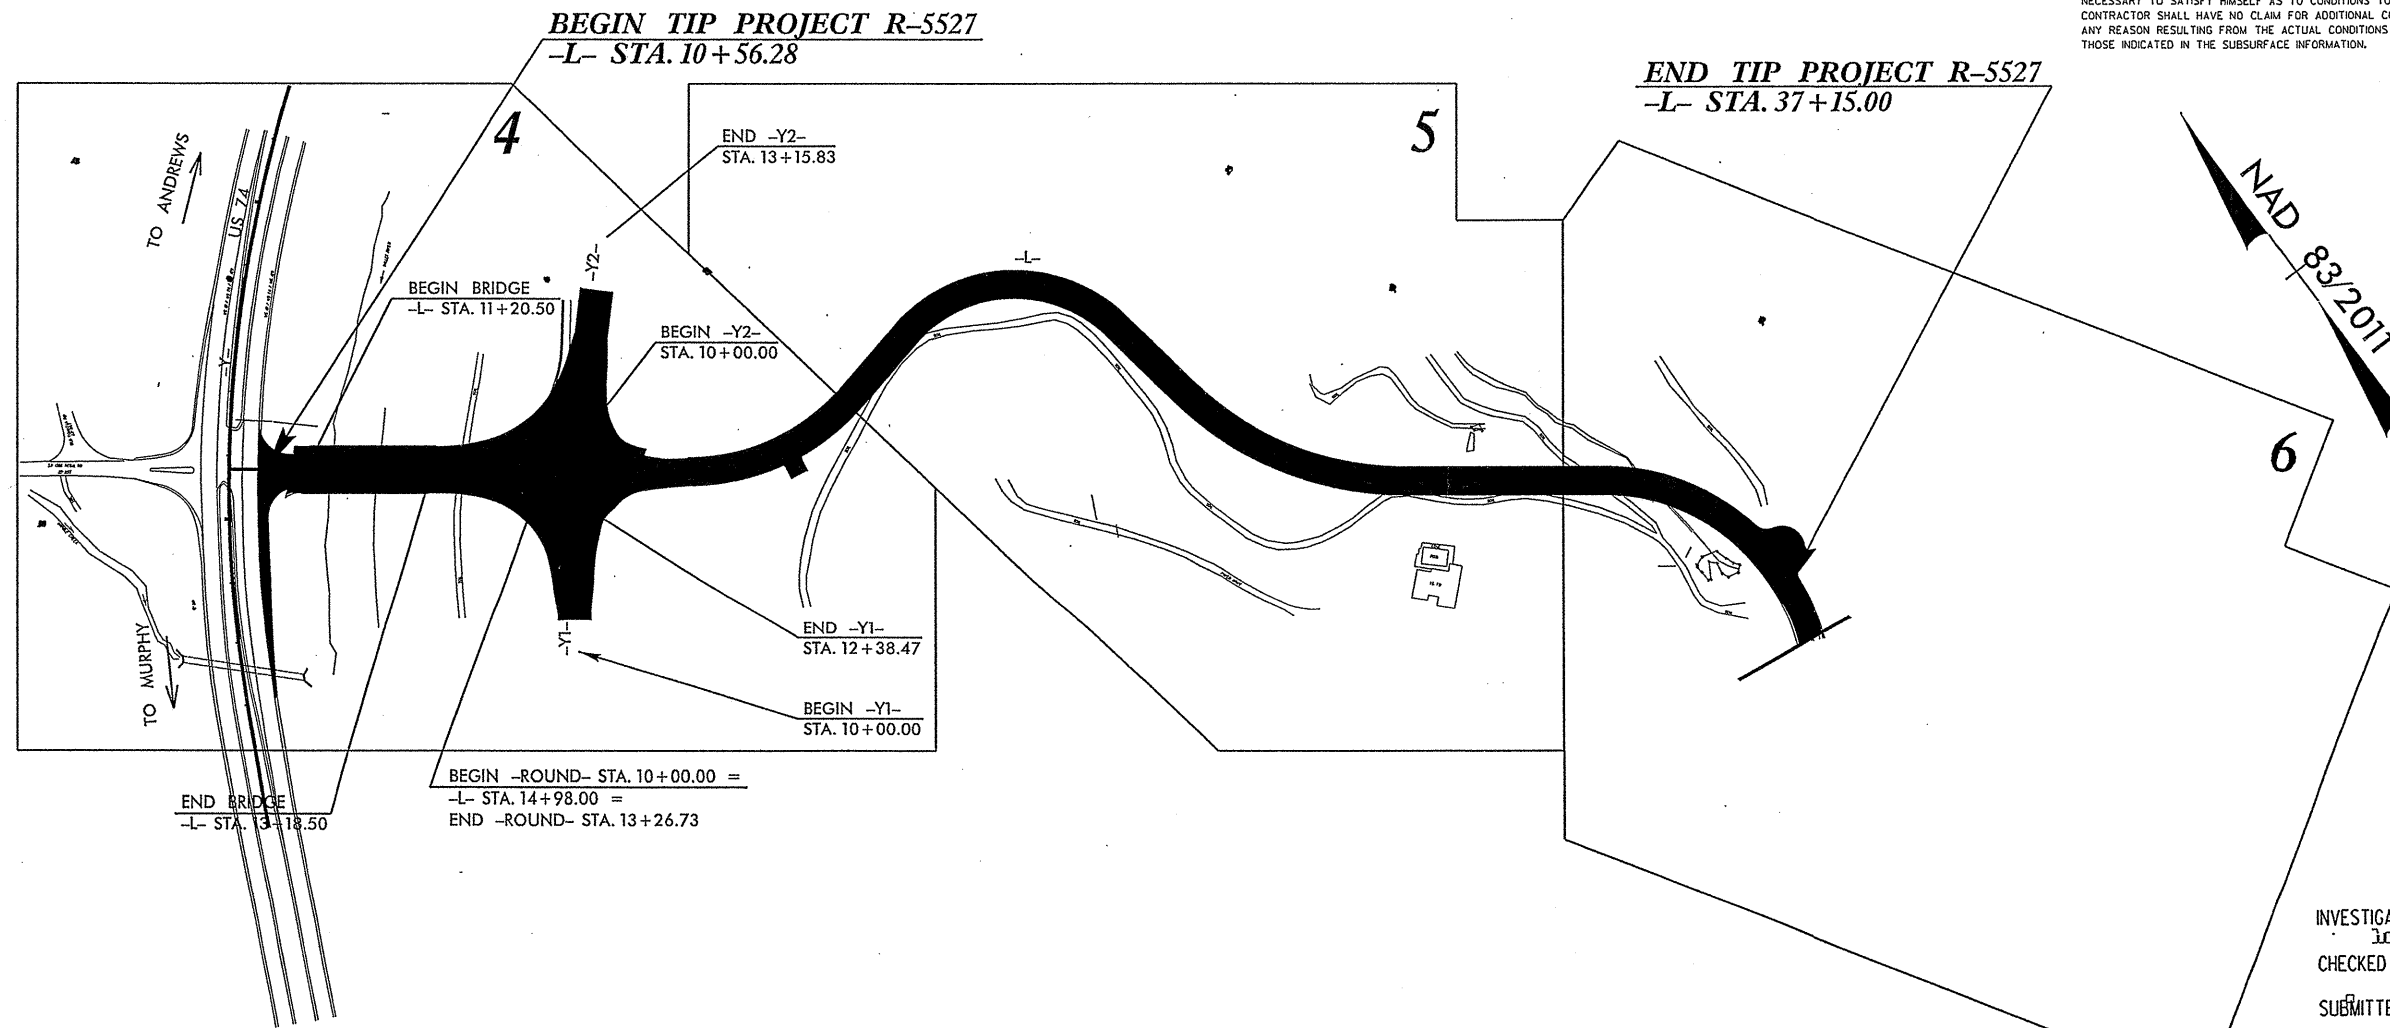 NECESSARY TO SATISFY HIMSELF AS TO CONDITIONS TO
CONTRACTOR SHALL HAVE NO CLAIM FOR ADDITIONAL
ANY REASON RESULTING FROM THE ACTUAL CONDITIONS
THOSE INDICATED IN THE SUBSURFACE INFORMATION.
BEGIN TIP PROJECT R–5527
–L– STA. 10+56.28
END TIP PROJECT R–5527
–L– STA. 37+15.00
4
5
6
TO ANDREWS
US 74
–Y–
END –Y2–
STA. 13+15.83
–Y2–
–L–
NAD 83/2011
BEGIN BRIDGE
–L– STA. 11+20.50
BEGIN –Y2–
STA. 10+00.00
END –Y1–
STA. 12+38.47
–Y1–
TO MURPHY
BEGIN –Y1–
STA. 10+00.00
BEGIN –ROUND– STA. 10+00.00 =
–L– STA. 14+98.00 =
END –ROUND– STA. 13+26.73
END BRIDGE
–L– STA. 13+18.50
CHECKED